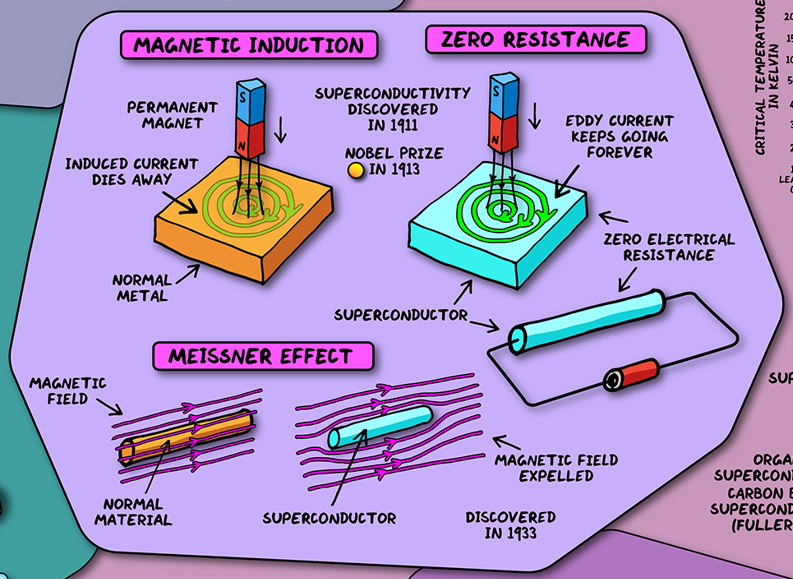 MAGNETIC INDUCTION
ZERO RESISTANCE
S
N
PERMANENT
MAGNET
INDUCED CURRENT
DIES AWAY
NORMAL
METAL
SUPERCONDUCTIVITY
DISCOVERED
IN 1911
NOBEL PRIZE
IN 1913
S
N
EDDY CURRENT
KEEPS GOING
FOREVER
ZERO ELECTRICAL
RESISTANCE
SUPERCONDUCTOR
MEISSNER EFFECT
MAGNETIC
FIELD
NORMAL
MATERIAL
SUPERCONDUCTOR
MAGNETIC FIELD
EXPELLED
DISCOVERED
IN 1933
CRITICAL TEMPERATURE
IN KELVIN